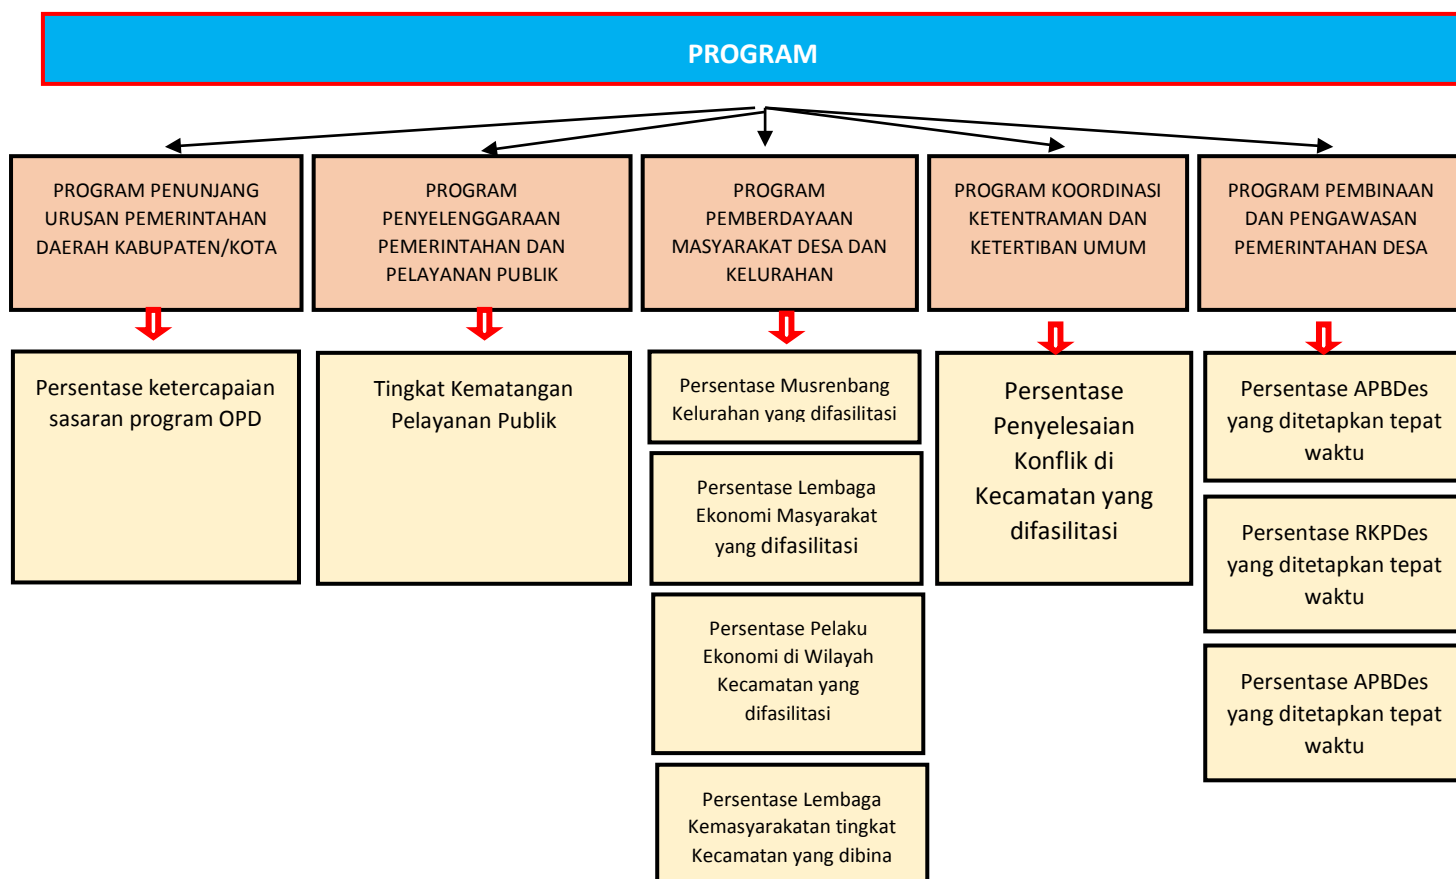 PROGRAM
PROGRAM PENUNJANG
URUSAN PEMERINTAHAN
DAERAH KABUPATEN/KOTA
PROGRAM
PENYELENGGARAAN
PEMERINTAHAN DAN
PELAYANAN PUBLIK
PROGRAM
PEMBERDAYAAN
MASYARAKAT DESA DAN
KELURAHAN
PROGRAM KOORDINASI
KETENTRAMAN DAN
KETERTIBAN UMUM
PROGRAM PEMBINAAN
DAN PENGAWASAN
PEMERINTAHAN DESA
Persentase ketercapaian
sasaran program OPD
Tingkat Kematangan
Pelayanan Publik
Persentase Musrenbang
Kelurahan yang difasilitasi
Persentase Lembaga
Ekonomi Masyarakat
yang difasilitasi
Persentase Pelaku
Ekonomi di Wilayah
Kecamatan yang
difasilitasi
Persentase Lembaga
Kemasyarakatan tingkat
Kecamatan yang dibina
Persentase
Penyelesaian
Konflik di
Kecamatan yang
difasilitasi
Persentase APBDes
yang ditetapkan tepat
waktu
Persentase RKPDes
yang ditetapkan tepat
waktu
Persentase APBDes
yang ditetapkan tepat
waktu